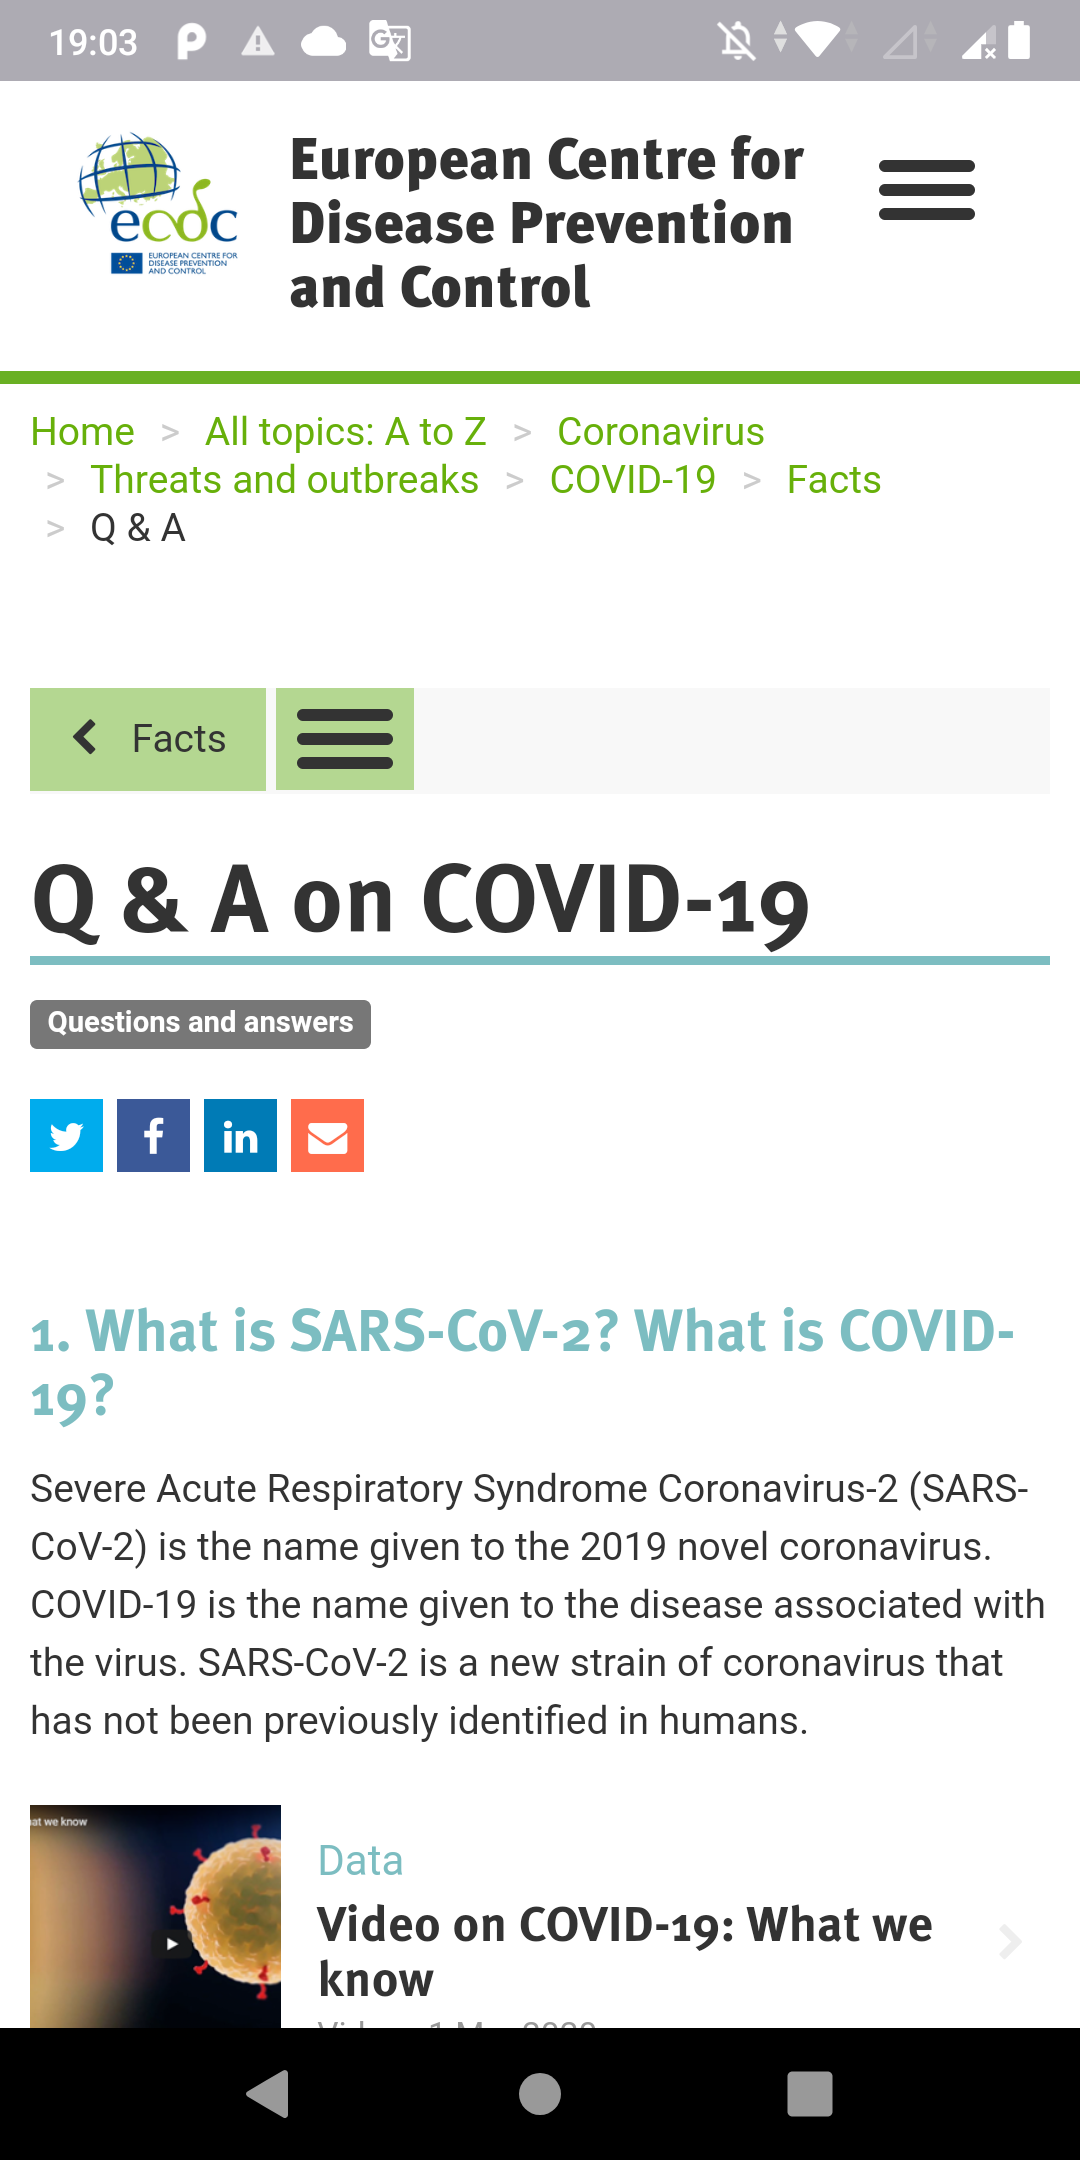 19:03
ecdc
EUROPEAN CENTRE FOR
DISEASE PREVENTION
AND CONTROL
European Centre for
Disease Prevention
and Control
Home > All topics: A to Z > Coronavirus
> Threats and outbreaks > COVID-19 > Facts
> Q & A
Facts
Q & A on COVID-19
Questions and answers
1. What is SARS-CoV-2? What is COVID-
19?
Severe Acute Respiratory Syndrome Coronavirus-2 (SARS-
CoV-2) is the name given to the 2019 novel coronavirus.
COVID-19 is the name given to the disease associated with
the virus. SARS-CoV-2 is a new strain of coronavirus that
has not been previously identified in humans.
at we know
Data
Video on COVID-19: What we
know